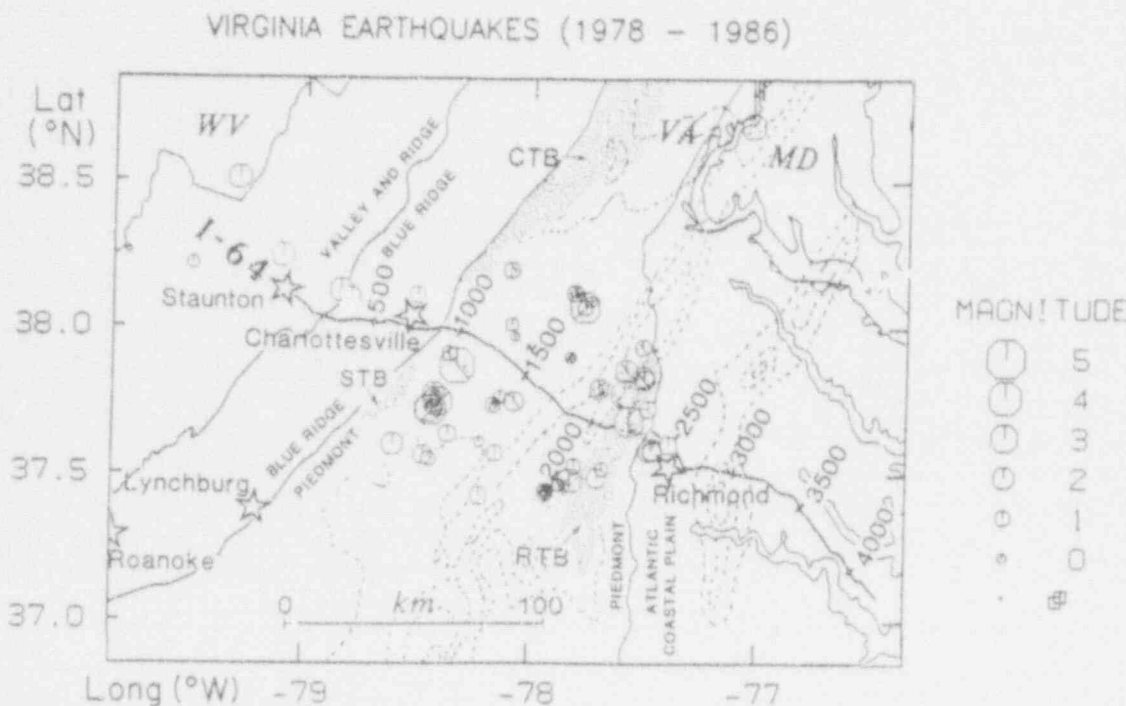 VIRGINIA EARTHQUAKES (1978 - 1986)
Lat
(°N)
38.5
38.0
37.5
37.0
WV
VA
MD
CTB
VALLEY AND RIDGE
BLUE RIDGE
I-64
Staunton
Charlottesville
500
1000
1500
2000
2500
3000
3500
4000
STB
BLUE RIDGE
PIEDMONT
Lynchburg
Roanoke
Richmond
RTB
PIEDMONT
ATLANTIC
COASTAL PLAIN
0 km 100
Long (°W) -79 -78 -77
MAGNITUDE
5
4
3
2
1
0